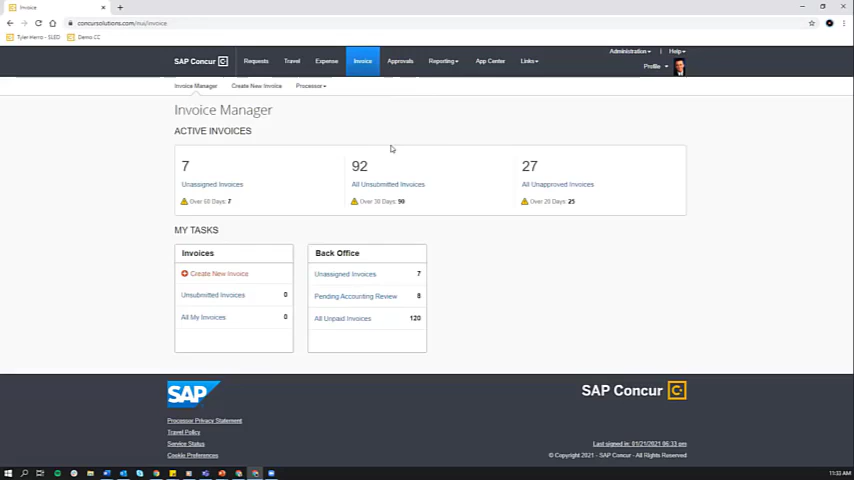 Invoice
concursolutions.com/nui/invoice
Tyler-Herro - SLED Demo CC
Administration | Help
SAP Concur C Requests Travel Expense Invoice Approvals Reporting App Center Links
Profile
Invoice Manager Create New Invoice Processor
Invoice Manager
ACTIVE INVOICES
7 92 27
Unassigned Invoices All Unsubmitted Invoices All Unapproved Invoices
Over 60 Days: 7 Over 30 Days: 90 Over 20 Days: 25
MY TASKS
Invoices
Create New Invoice
Unsubmitted Invoices 0
All My Invoices 0
Back Office
Unassigned Invoices 7
Pending Accounting Review 8
All Unpaid Invoices 120
SAP
SAP Concur C
Processor Privacy Statement
Travel Policy
Service Status
Cookie Preferences
Last signed in: 01/21/2021 06:33 pm
© Copyright 2021 - SAP Concur - All Rights Reserved
11:33 AM